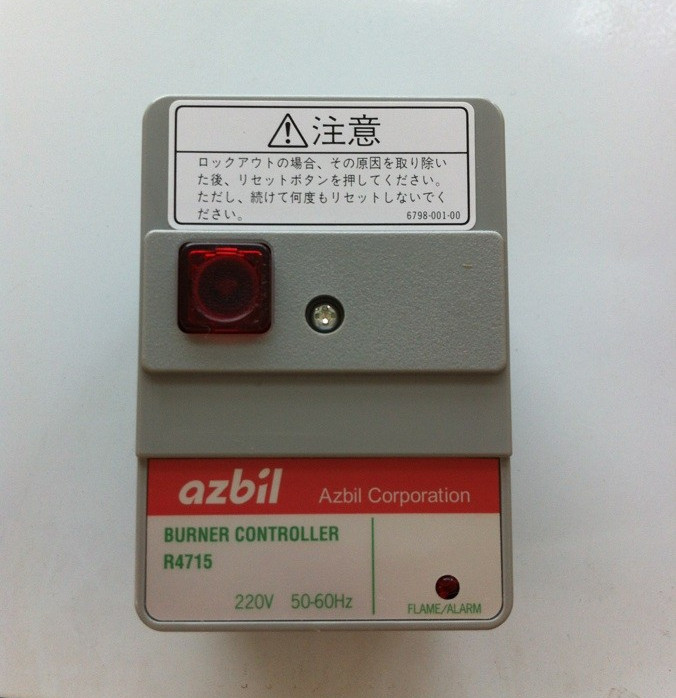 注意
ロックアウトの場合、その原因を取り除い
た後、リセットボタンを押してください。
ただし、続けて何度もリセットしないでく
ださい。 6798-001-00
azbil Azbil Corporation
BURNER CONTROLLER
R4715
220V 50-60Hz
FLAME/ALARM